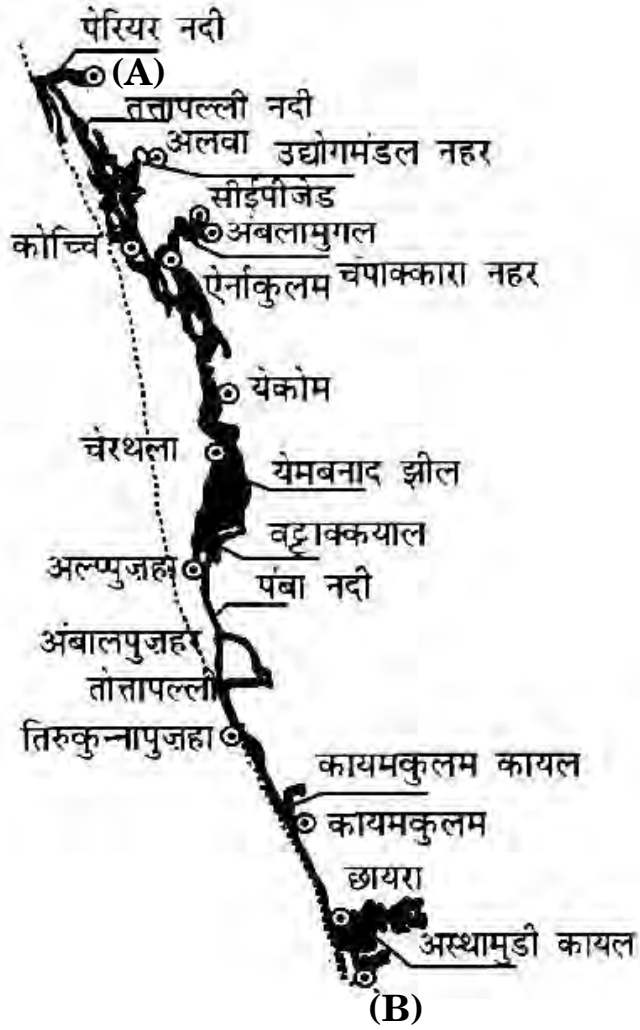 पेरियर नदी
(A)
तत्तापल्ली नदी
अलवा
उद्योगमंडल नहर
सीईपीजेड
अंबलामुगल
कोच्चि
ऐर्नाकुलम
चंपाक्कारा नहर
येकोम
चेरथला
येमबनाद झील
वट्टाक्कयाल
अल्प्पुज़हा
पंबा नदी
अंबालपुज़हर
तोत्तापल्ली
तिरुकुन्नापुज़हा
कायमकुलम कायल
कायमकुलम
छायरा
अस्थामुडी कायल
(B)